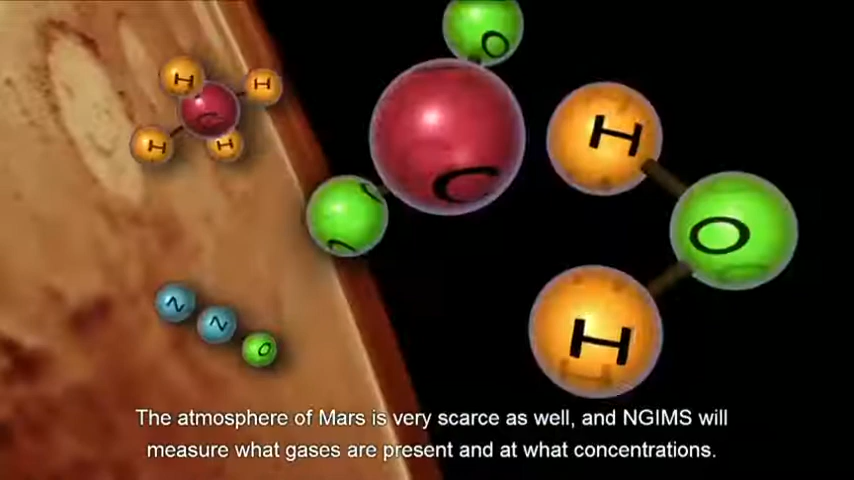 O
C
O
H
O
H
H
H
C
H
H
N
N
O
The atmosphere of Mars is very scarce as well, and NGIMS will
measure what gases are present and at what concentrations.